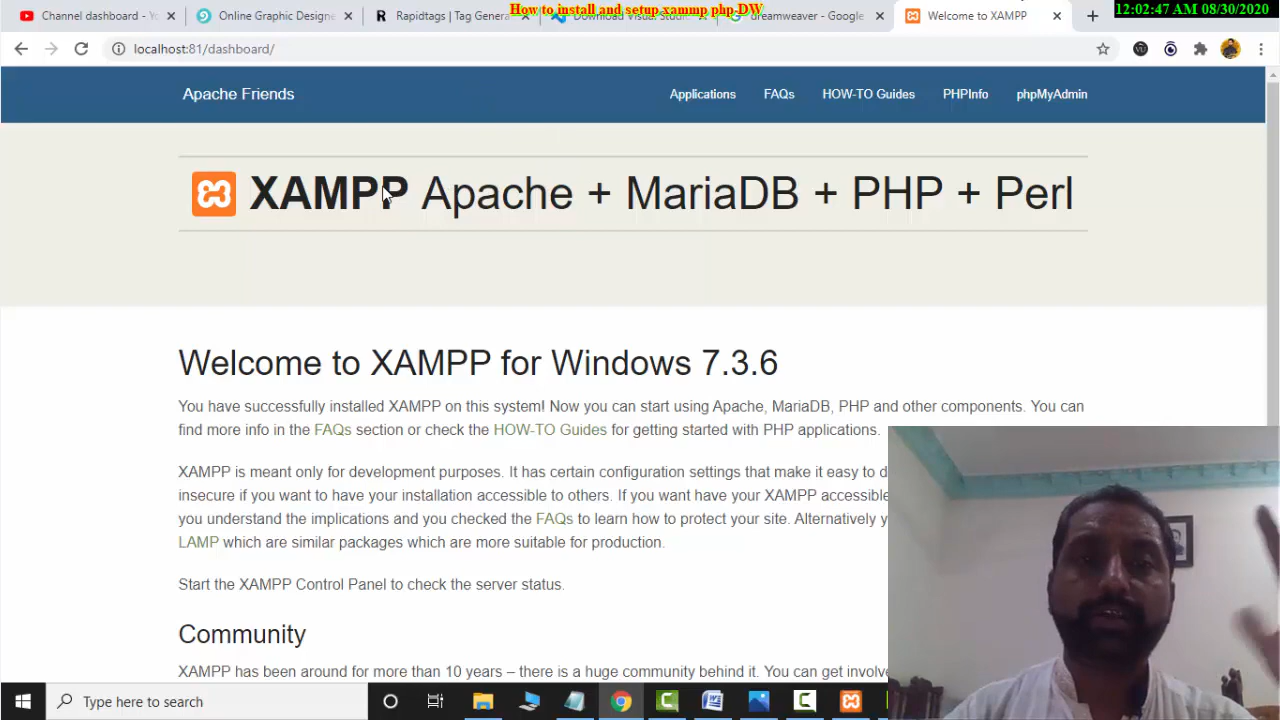 Channel dashboard - Yo
Online Graphic Designe
Rapidtags | Tag Genera
Download Visual Studi
dreamweaver - Google
Welcome to XAMPP
How to install and setup xammp php-DW
12:02:47 AM 08/30/2020
localhost:81/dashboard/
Apache Friends
Applications
FAQs
HOW-TO Guides
PHPInfo
phpMyAdmin
XAMPP Apache + MariaDB + PHP + Perl
Welcome to XAMPP for Windows 7.3.6
You have successfully installed XAMPP on this system! Now you can start using Apache, MariaDB, PHP and other components. You can
find more info in the FAQs section or check the HOW-TO Guides for getting started with PHP applications.
XAMPP is meant only for development purposes. It has certain configuration settings that make it easy to d
insecure if you want to have your installation accessible to others. If you want have your XAMPP accessible
you understand the implications and you checked the FAQs to learn how to protect your site. Alternatively y
LAMP which are similar packages which are more suitable for production.
Start the XAMPP Control Panel to check the server status.
Community
XAMPP has been around for more than 10 years – there is a huge community behind it. You can get involve
Type here to search